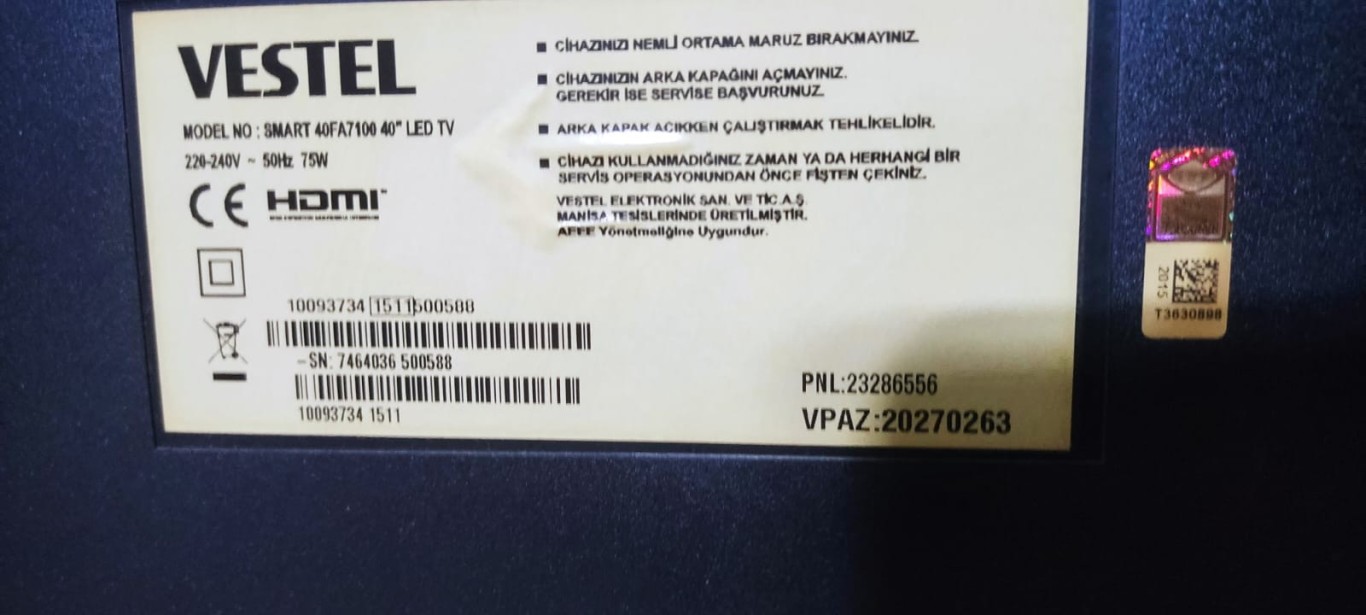 VESTEL
MODEL NO : SMART 40FA7100 40" LED TV
220-240V ~ 50Hz 75W
CE HDMI
10093734 1511500588
-SN: 7464036 500588
10093734 1511
■ CİHAZINIZI NEMLİ ORTAMA MARUZ BIRAKMAYINIZ.
■ CİHAZINIZIN ARKA KAPAĞINI AÇMAYINIZ.
GEREKİR İSE SERVİSE BAŞVURUNUZ.
■ ARKA KAPAK AÇIKKEN ÇALIŞTIRMAK TEHLİKELİDİR.
■ CİHAZI KULLANMADIĞINIZ ZAMAN YA DA HERHANGİ BİR
SERVİS OPERASYONUNDAN ÖNCE FİŞTEN ÇEKİNİZ.
VESTEL ELEKTRONİK SAN. VE TİC.A.Ş.
MANİSA TESİSLERİNDE ÜRETİLMİŞTİR.
AEEE Yönetmeliğine Uygundur.
PNL:23286556
VPAZ:20270263
2015
T3630898